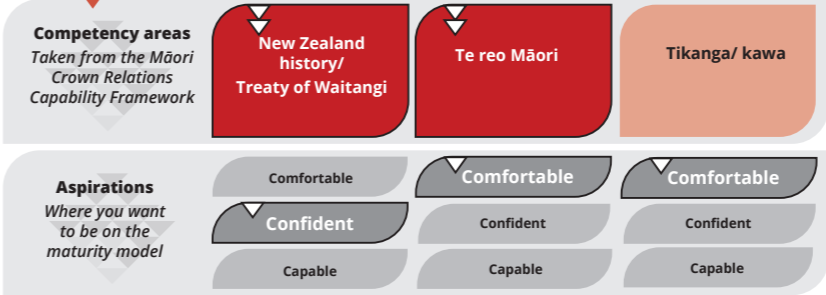 Competency areas
Taken from the Māori
Crown Relations
Capability Framework
New Zealand
history/
Treaty of Waitangi
Te reo Māori
Tikanga/ kawa
Aspirations
Where you want
to be on the
maturity model
Comfortable
Confident
Capable
Comfortable
Confident
Capable
Comfortable
Confident
Capable